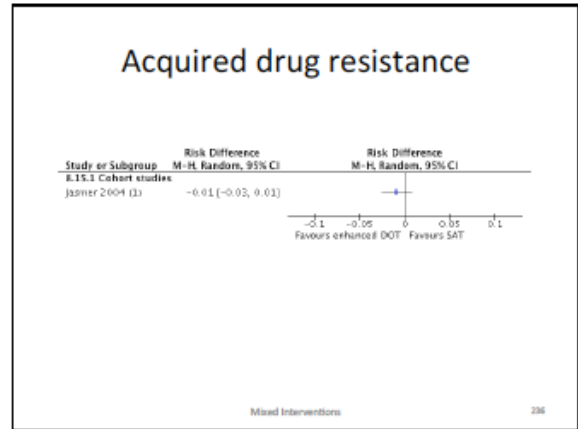 Acquired drug resistance
Risk Difference Risk Difference
Study or Subgroup M-H, Random, 95% CI M-H, Random, 95% CI
8.15.1 Cohort studies
Jasmer 2004 (1) -0.01 [-0.03, 0.01]
-0.1 -0.05 0 0.05 0.1
Favours enhanced DOT Favours SAT
Mixed Interventions 236